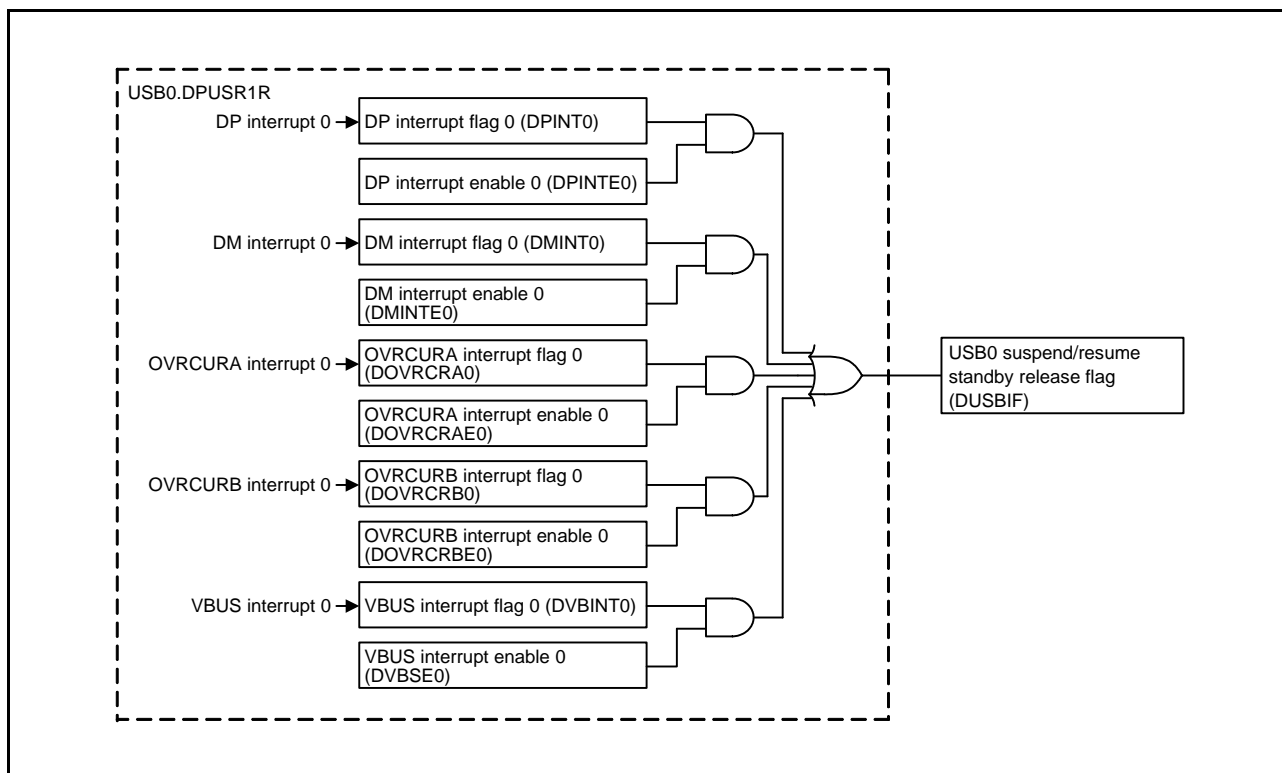 USB0.DPUSR1R
DP interrupt 0
DP interrupt flag 0 (DPINT0)
DP interrupt enable 0 (DPINTE0)
DM interrupt 0
DM interrupt flag 0 (DMINT0)
DM interrupt enable 0
(DMINTE0)
OVRCURA interrupt 0
OVRCURA interrupt flag 0
(DOVRCRA0)
OVRCURA interrupt enable 0
(DOVRCRAE0)
OVRCURB interrupt 0
OVRCURB interrupt flag 0
(DOVRCRB0)
OVRCURB interrupt enable 0
(DOVRCRBE0)
VBUS interrupt 0
VBUS interrupt flag 0 (DVBINT0)
VBUS interrupt enable 0
(DVBSE0)
USB0 suspend/resume
standby release flag
(DUSBIF)